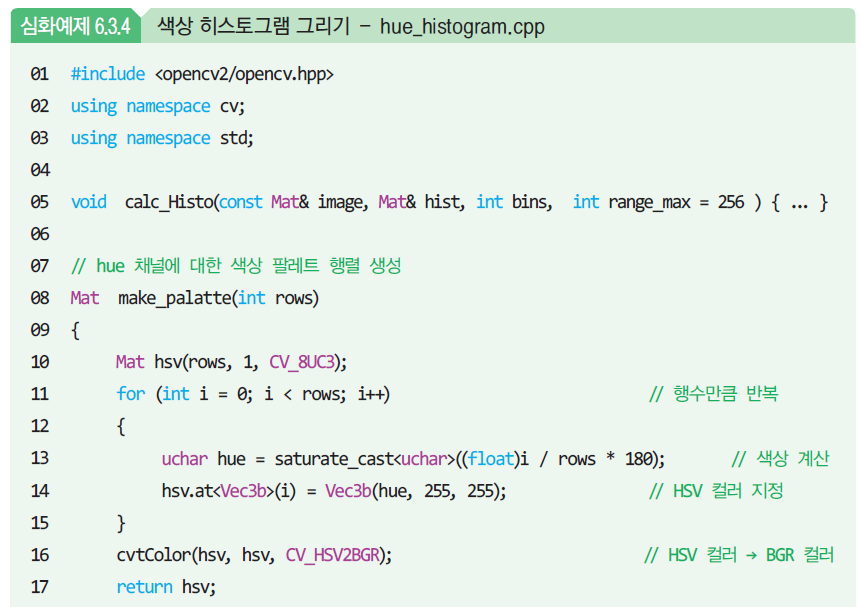 심화예제 6.3.4 색상 히스토그램 그리기 - hue_histogram.cpp
01 #include <opencv2/opencv.hpp>
02 using namespace cv;
03 using namespace std;
04
05 void calc_Histo(const Mat& image, Mat& hist, int bins, int range_max = 256 ) { … }
06
07 // hue 채널에 대한 색상 팔레트 행렬 생성
08 Mat make_palatte(int rows)
09 {
10 Mat hsv(rows, 1, CV_8UC3);
11 for (int i = 0; i < rows; i++) // 행수만큼 반복
12 {
13 uchar hue = saturate_cast<uchar>((float)i / rows * 180); // 색상 계산
14 hsv.at<Vec3b>(i) = Vec3b(hue, 255, 255); // HSV 컬러 지정
15 }
16 cvtColor(hsv, hsv, CV_HSV2BGR); // HSV 컬러 → BGR 컬러
17 return hsv;